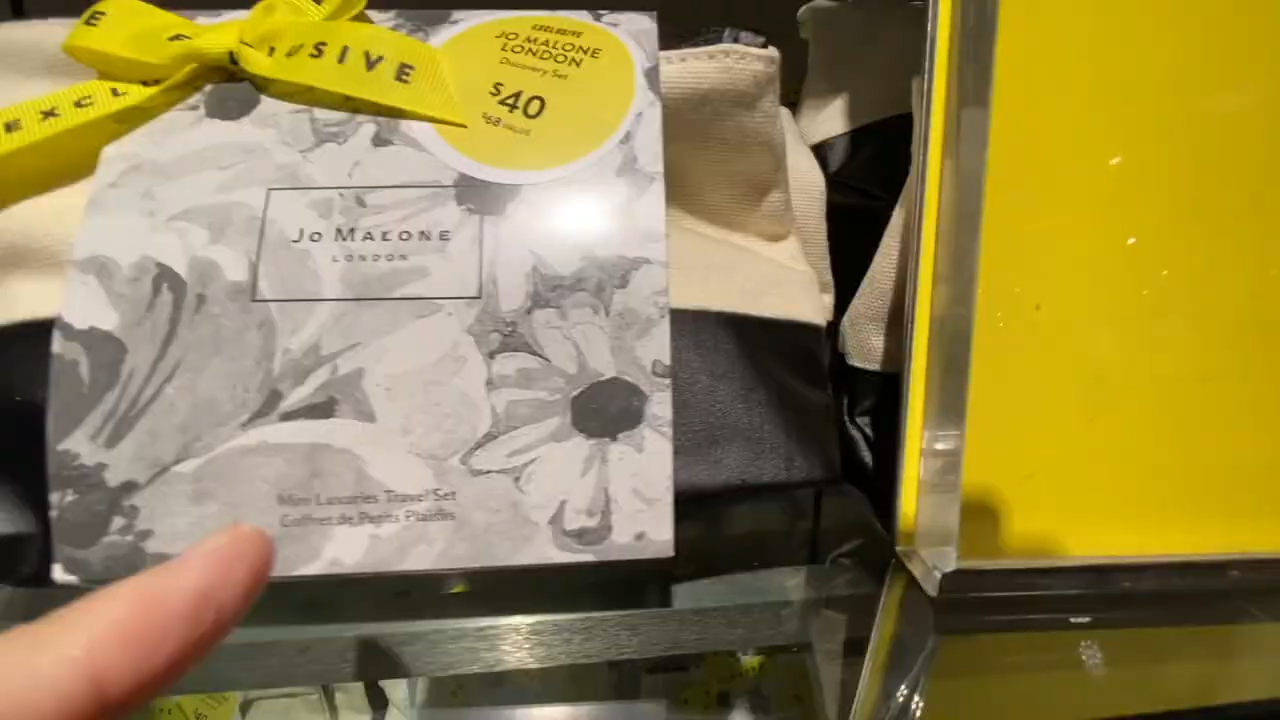 EXCLUSIVE
EXCLUSIVE
JO MALONE
LONDON
Discovery Set
$40
$68 VALUE
JO MALONE
LONDON
Mini Luxuries Travel Set
Coffret de Petits Plaisirs